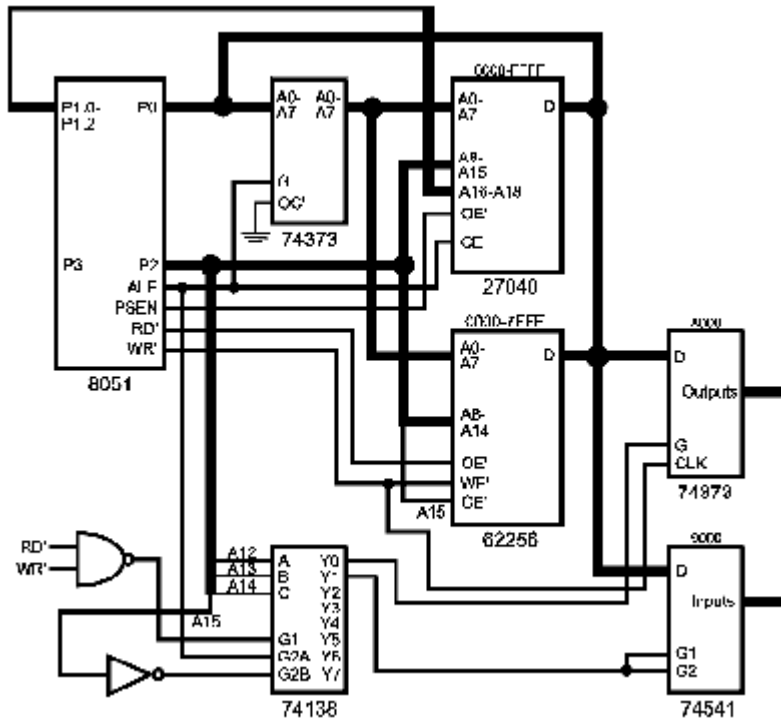 P1.0-
P1.2
P0
P3
P2
ALE
PSEN
RD'
WR'
8051
A0-
A7
A0-
A7
G
OC'
74373
0000-FFFF
A0-
A7
D
A8-
A15
A16-A18
OE'
CE
27040
0000-7FFF
A0-
A7
D
A8-
A14
OE'
WE'
CE'
A15
62256
D
Outputs
G
CLK
74973
9000
D
Inputs
G1
G2
74541
RD'
WR'
A12
A13
A14
A15
A
B
C
G1
G2A
G2B
Y0
Y1
Y2
Y3
Y4
Y5
Y6
Y7
74138